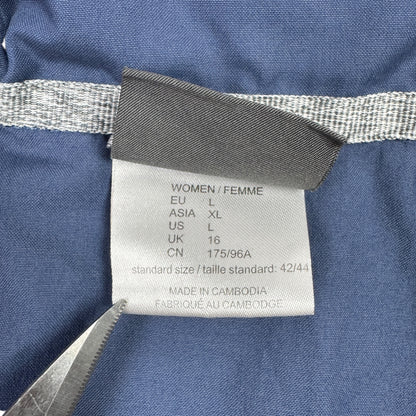 WOMEN / FEMME
EU L
ASIA XL
US L
UK 16
CN 175/96A
standard size / taille standard: 42/44
MADE IN CAMBODIA
FABRIQUÉ AU CAMBODGE